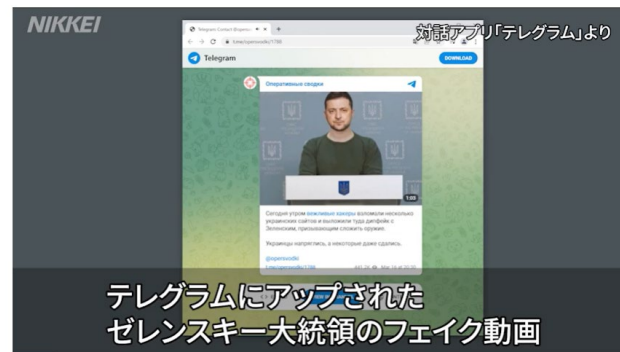 NIKKEI
対話アプリ「テレグラム」より
Telegram
DOWNLOAD
Оперативные сводки
1:03
Сегодня утром вежливые хакеры взломали несколько
украинских сайтов и выложили туда дипфейк с
Зеленским, призывающим сложить оружие.
Украинцы напряглись, а некоторые даже сдались.
@opersvodki
テレグラムにアップされた
ゼレンスキー大統領のフェイク動画